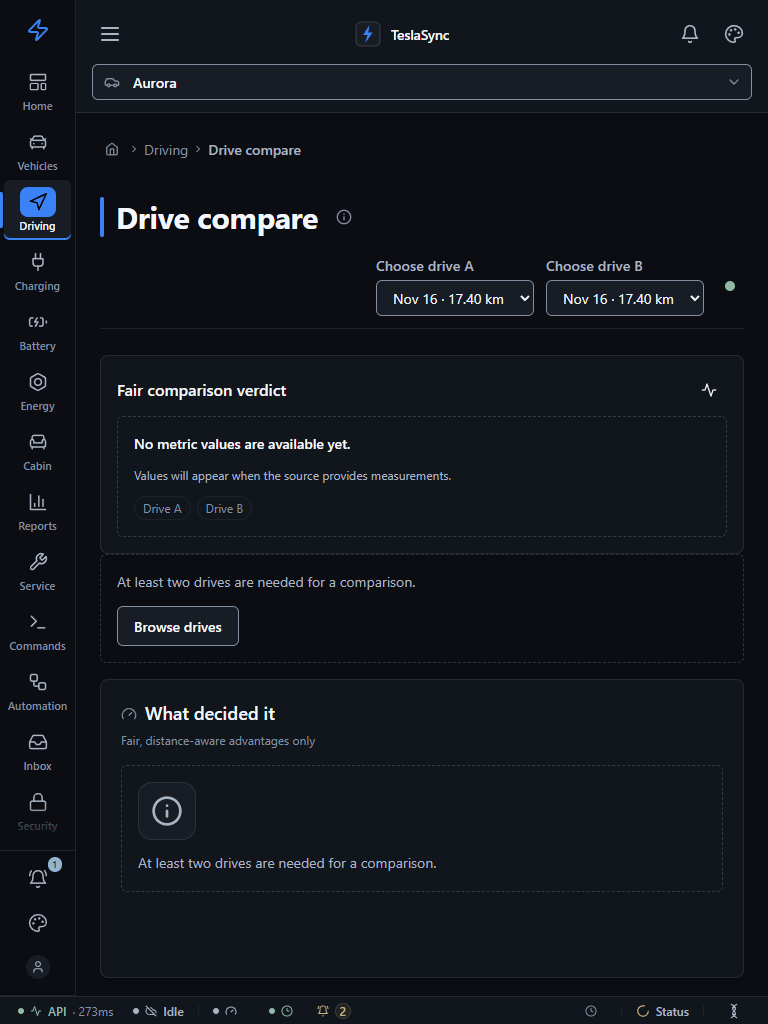 TeslaSync
Aurora
Home
Vehicles
Driving
Charging
Battery
Energy
Cabin
Reports
Service
Commands
Automation
Inbox
Security
1
Driving > Drive compare
Drive compare
Choose drive A
Choose drive B
Nov 16 · 17.40 km
Nov 16 · 17.40 km
Fair comparison verdict
No metric values are available yet.
Values will appear when the source provides measurements.
Drive A
Drive B
At least two drives are needed for a comparison.
Browse drives
What decided it
Fair, distance-aware advantages only
At least two drives are needed for a comparison.
API · 273ms
Idle
2
Status